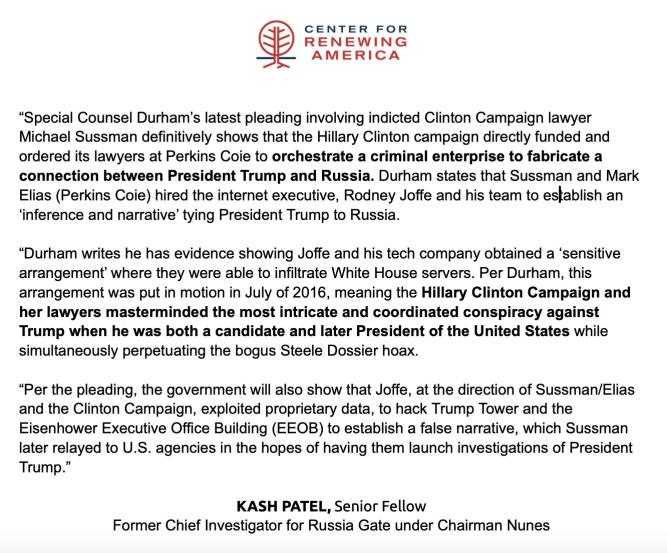 CENTER FOR
RENEWING
AMERICA
“Special Counsel Durham’s latest pleading involving indicted Clinton Campaign lawyer
Michael Sussman definitively shows that the Hillary Clinton campaign directly funded and
ordered its lawyers at Perkins Coie to orchestrate a criminal enterprise to fabricate a
connection between President Trump and Russia. Durham states that Sussman and Mark
Elias (Perkins Coie) hired the internet executive, Rodney Joffe and his team to establish an
‘inference and narrative’ tying President Trump to Russia.
“Durham writes he has evidence showing Joffe and his tech company obtained a ‘sensitive
arrangement’ where they were able to infiltrate White House servers. Per Durham, this
arrangement was put in motion in July of 2016, meaning the Hillary Clinton Campaign and
her lawyers masterminded the most intricate and coordinated conspiracy against
Trump when he was both a candidate and later President of the United States while
simultaneously perpetuating the bogus Steele Dossier hoax.
“Per the pleading, the government will also show that Joffe, at the direction of Sussman/Elias
and the Clinton Campaign, exploited proprietary data, to hack Trump Tower and the
Eisenhower Executive Office Building (EEOB) to establish a false narrative, which Sussman
later relayed to U.S. agencies in the hopes of having them launch investigations of President
Trump.”
KASH PATEL, Senior Fellow
Former Chief Investigator for Russia Gate under Chairman Nunes